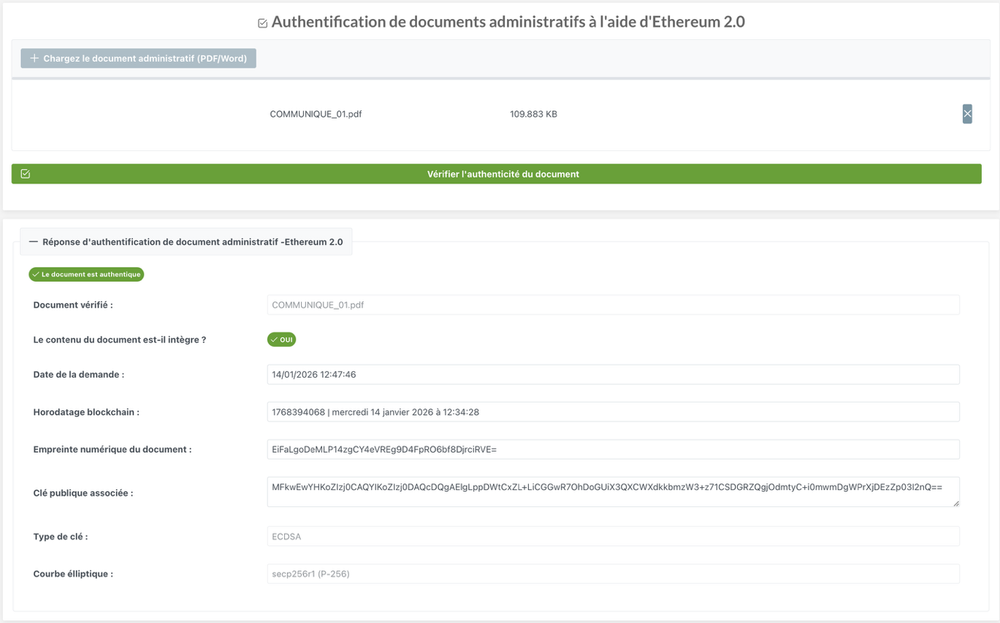 Authentification de documents administratifs à l'aide d'Ethereum 2.0
Chargez le document administratif (PDF/Word)
COMMUNIQUE_01.pdf 109.883 KB
Vérifier l'authenticité du document
Réponse d'authentification de document administratif -Ethereum 2.0
Le document est authentique
Document vérifié : COMMUNIQUE_01.pdf
Le contenu du document est-il intègre ? OUI
Date de la demande : 14/01/2026 12:47:46
Horodatage blockchain : 1768394068 | mercredi 14 janvier 2026 à 12:34:28
Empreinte numérique du document : EiFaLgoDeMLP14zgCY4eVREg9D4FpRO6bf8DjrciRVE=
Clé publique associée : MFkwEwYHKoZIzj0CAQYIKoZIzj0DAQcDQgAEIgLppDWtCxZL+LiCGGwR7OhDoGUiX3QXCWXdkkbmzW3+z71CSDGRZQgjOdmtyC+i0mwmDgWPrXjDEzZp03I2nQ==
Type de clé : ECDSA
Courbe élliptique : secp256r1 (P-256)